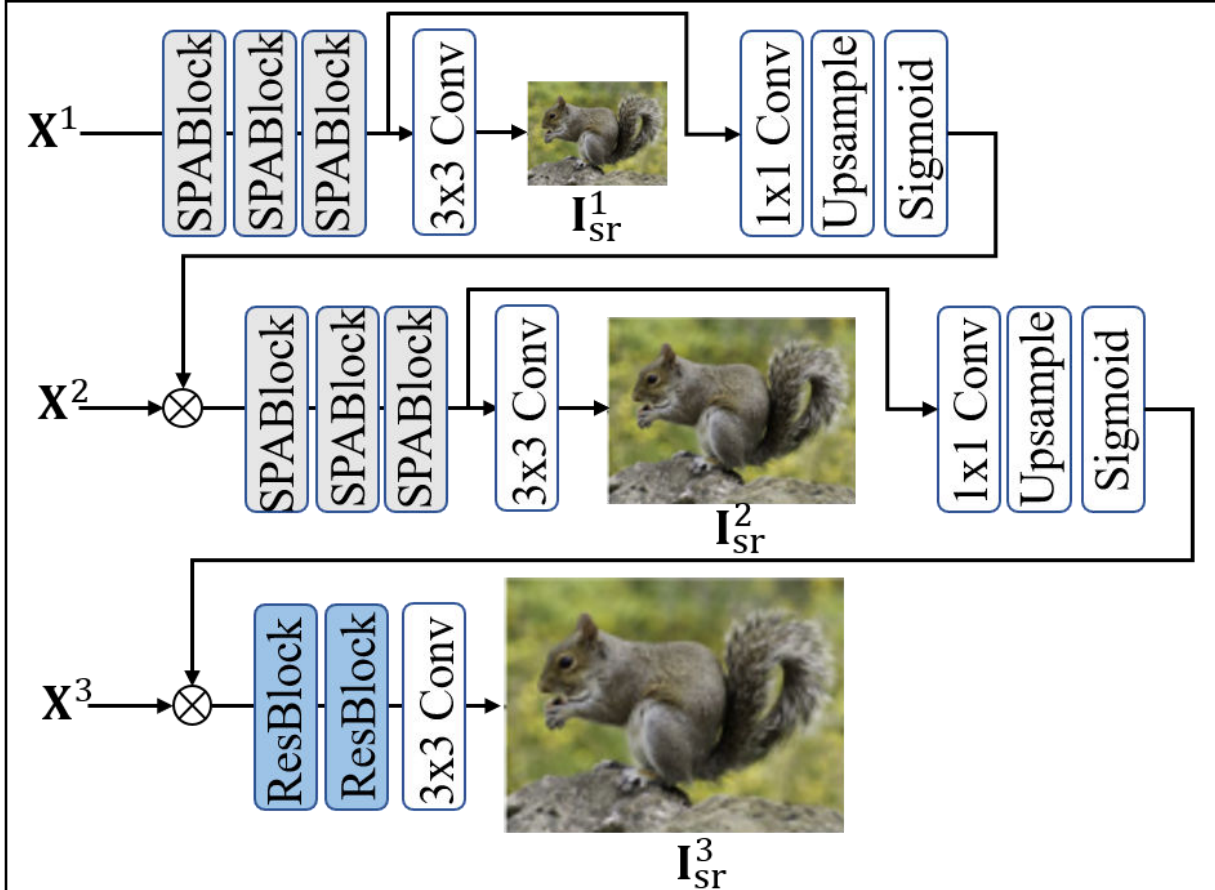 X¹
SPABlock
SPABlock
SPABlock
3x3 Conv
I¹sr
1x1 Conv
Upsample
Sigmoid
X²
SPABlock
SPABlock
SPABlock
3x3 Conv
I²sr
1x1 Conv
Upsample
Sigmoid
X³
ResBlock
ResBlock
3x3 Conv
I³sr